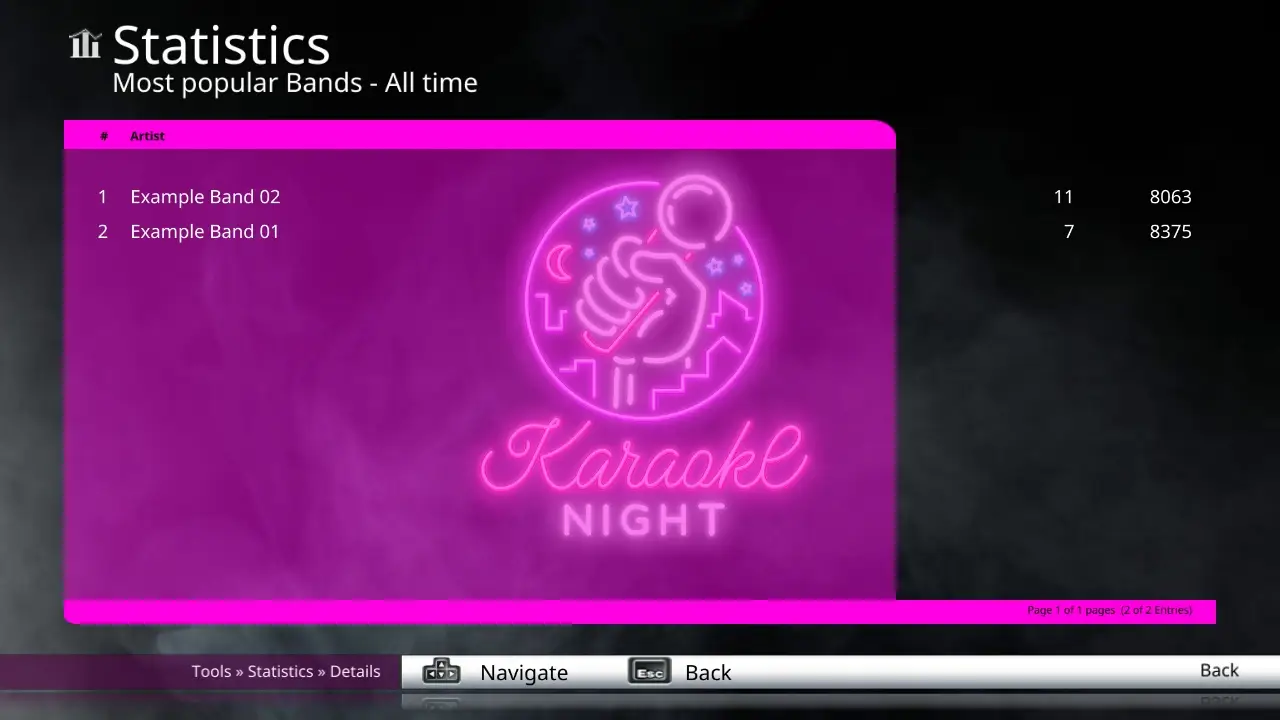 Statistics
Most popular Bands - All time
# Artist
1 Example Band 02 11 8063
2 Example Band 01 7 8375
Karaoke
NIGHT
Page 1 of 1 pages (2 of 2 Entries)
Tools » Statistics » Details Navigate Esc Back Back